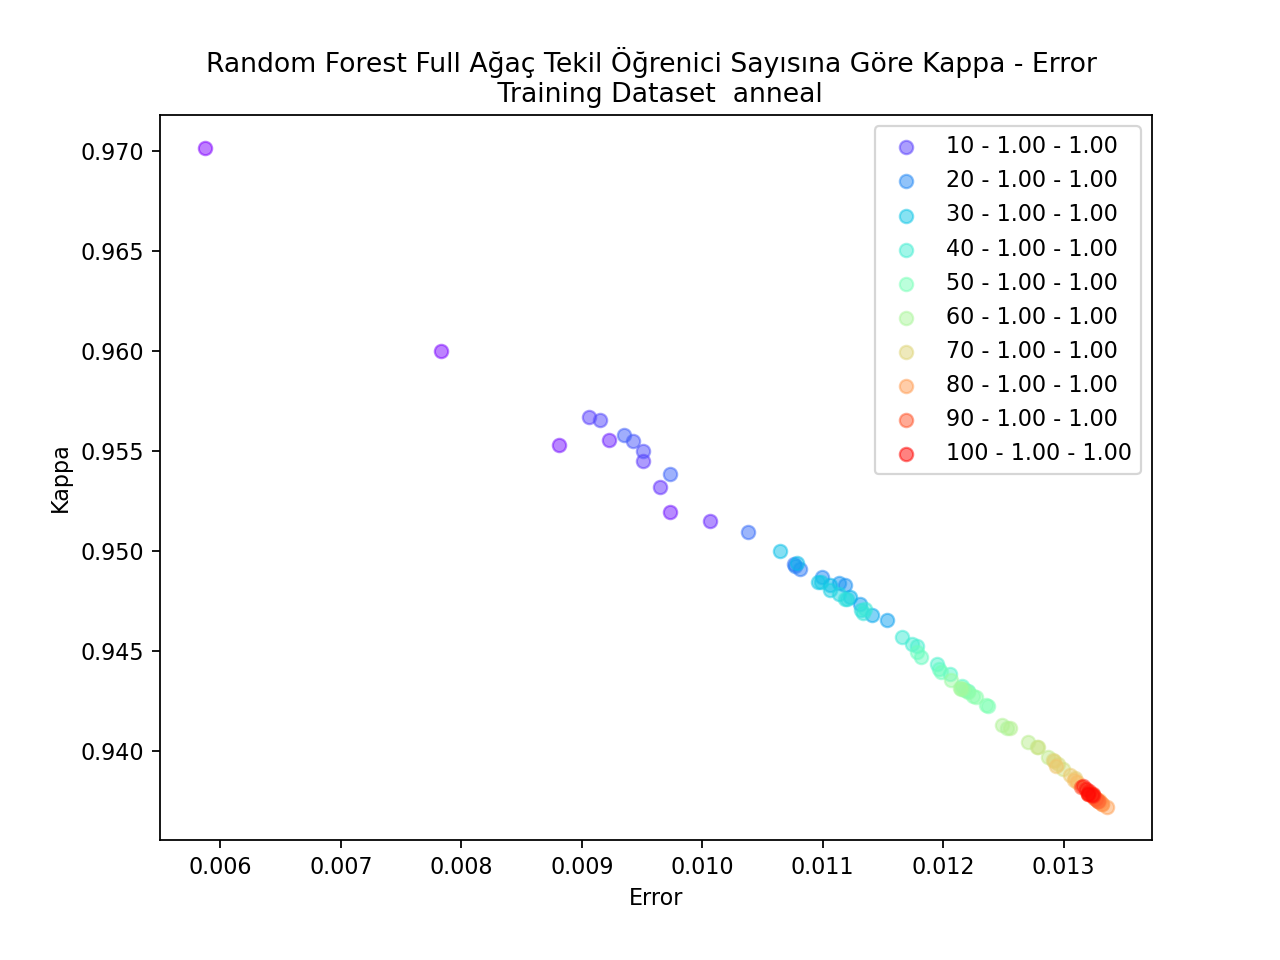 Random Forest Full Ağaç Tekil Öğrenici Sayısına Göre Kappa - Error
Training Dataset  anneal
0.970
0.965
0.960
0.955
0.950
0.945
0.940
Kappa
10 - 1.00 - 1.00
20 - 1.00 - 1.00
30 - 1.00 - 1.00
40 - 1.00 - 1.00
50 - 1.00 - 1.00
60 - 1.00 - 1.00
70 - 1.00 - 1.00
80 - 1.00 - 1.00
90 - 1.00 - 1.00
100 - 1.00 - 1.00
0.006 0.007 0.008 0.009 0.010 0.011 0.012 0.013
Error